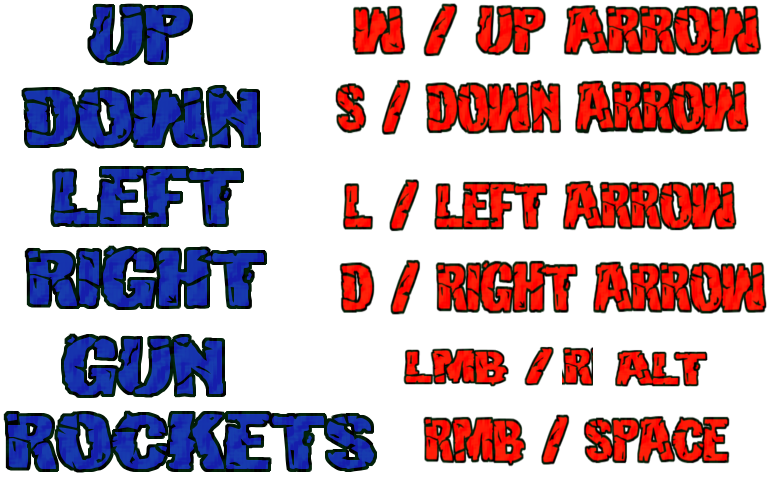 UP W / UP ARROW
DOWN S / DOWN ARROW
LEFT L / LEFT ARROW
RIGHT D / RIGHT ARROW
GUN LMB / R ALT
ROCKETS RMB / SPACE